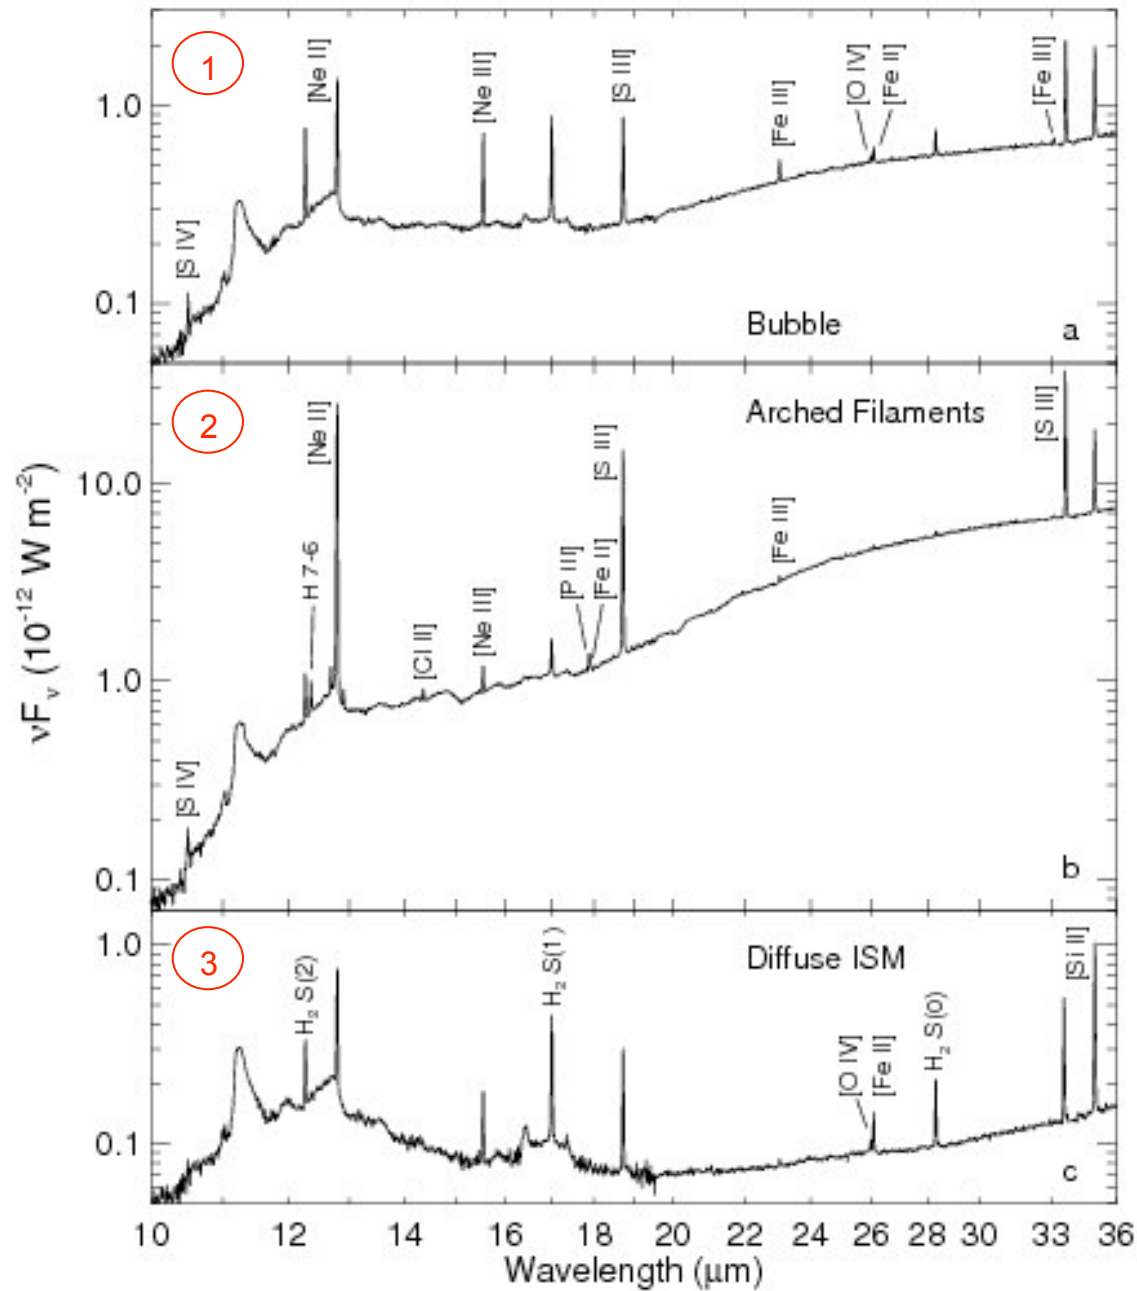 1
[Ne II]
[Ne III]
[S III]
[Fe III]
[O IV]
[Fe II]
[Fe III]
1.0
[S IV]
0.1
Bubble
a
2
Arched Filaments
[Ne II]
[S III]
[S III]
10.0
H 7-6
[P III]
[Fe II]
[Fe III]
[Cl II]
[Ne III]
1.0
[S IV]
0.1
b
νFν (10⁻¹² W m⁻²)
3
Diffuse ISM
1.0
H₂ S(2)
H₂ S(1)
[O IV]
[Fe II]
H₂ S(0)
[Si II]
0.1
c
10 12 14 16 18 20 22 24 26 28 30 33 36
Wavelength (μm)